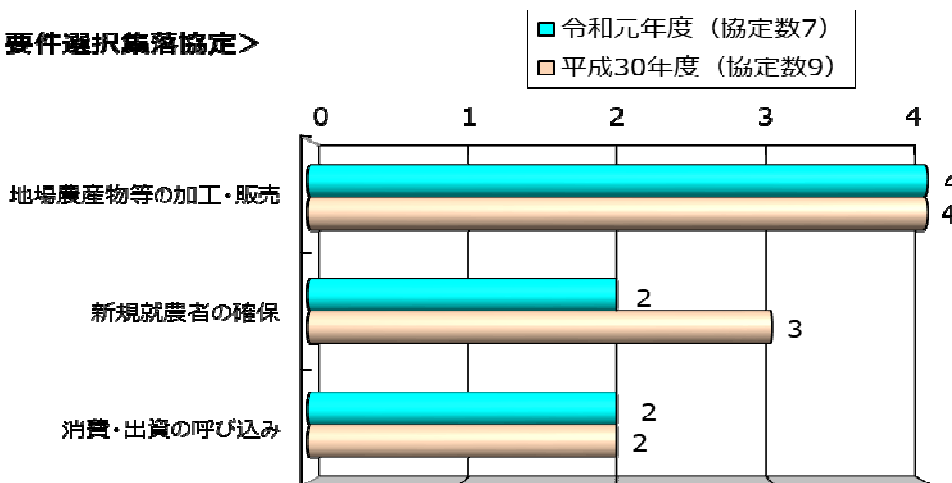 要件選択集落協定>
令和元年度（協定数7）
平成30年度（協定数9）
0 1 2 3 4
地場農産物等の加工・販売
4
4
新規就農者の確保
2
3
消費・出資の呼び込み
2
2